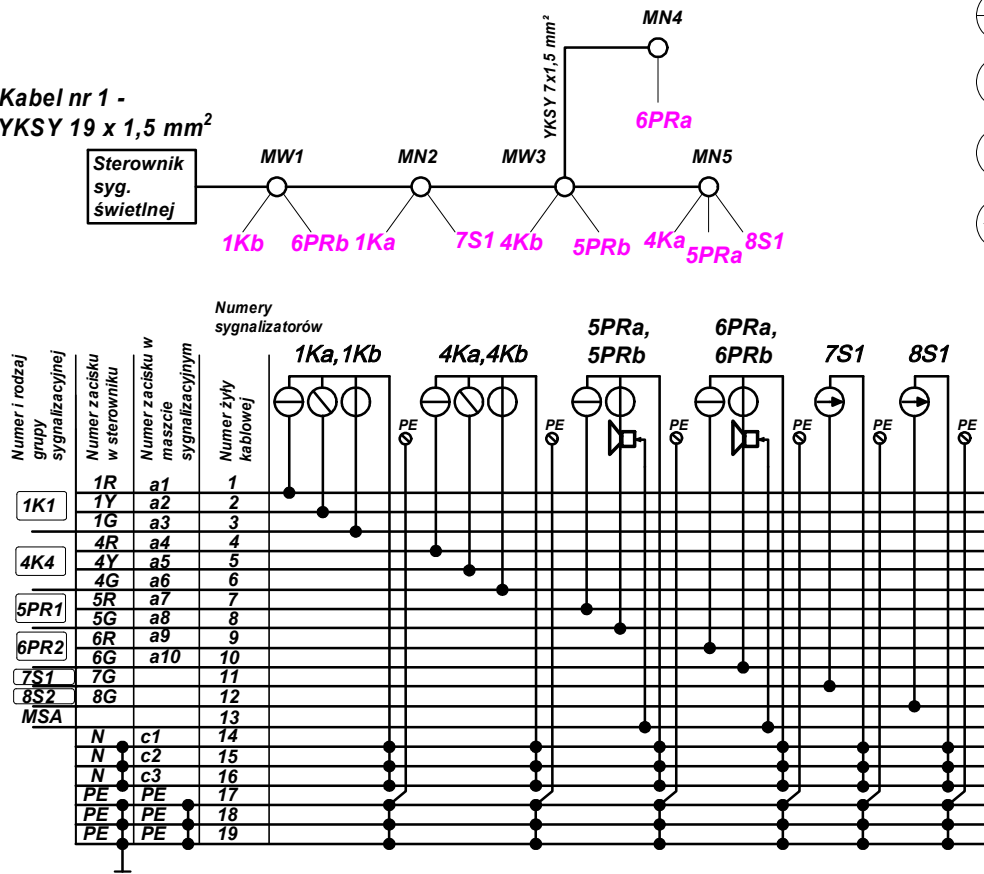 MN4
YKSY 7x1,5 mm²
6PRa
Kabel nr 1 -
YKSY 19 x 1,5 mm²
Sterownik
syg.
świetlnej
MW1
MN2
MW3
MN5
1Kb
6PRb
1Ka
7S1
4Kb
5PRb
4Ka
5PRa
8S1
Numer i rodzaj
grupy
sygnalizacyjnej
Numer zacisku
w sterowniku
Numer zacisku w
maszcie
sygnalizacyjnym
Numer żyły
kablowej
Numery
sygnalizatorów
1Ka,1Kb
4Ka,4Kb
5PRa,
5PRb
6PRa,
6PRb
7S1
8S1
PE
PE
PE
PE
PE
PE
1K1
1R a1 1
1Y a2 2
1G a3 3
4K4
4R a4 4
4Y a5 5
4G a6 6
5PR1
5R a7 7
5G a8 8
6PR2
6R a9 9
6G a10 10
7S1 7G 11
8S2 8G 12
MSA 13
N c1 14
N c2 15
N c3 16
PE PE 17
PE PE 18
PE PE 19